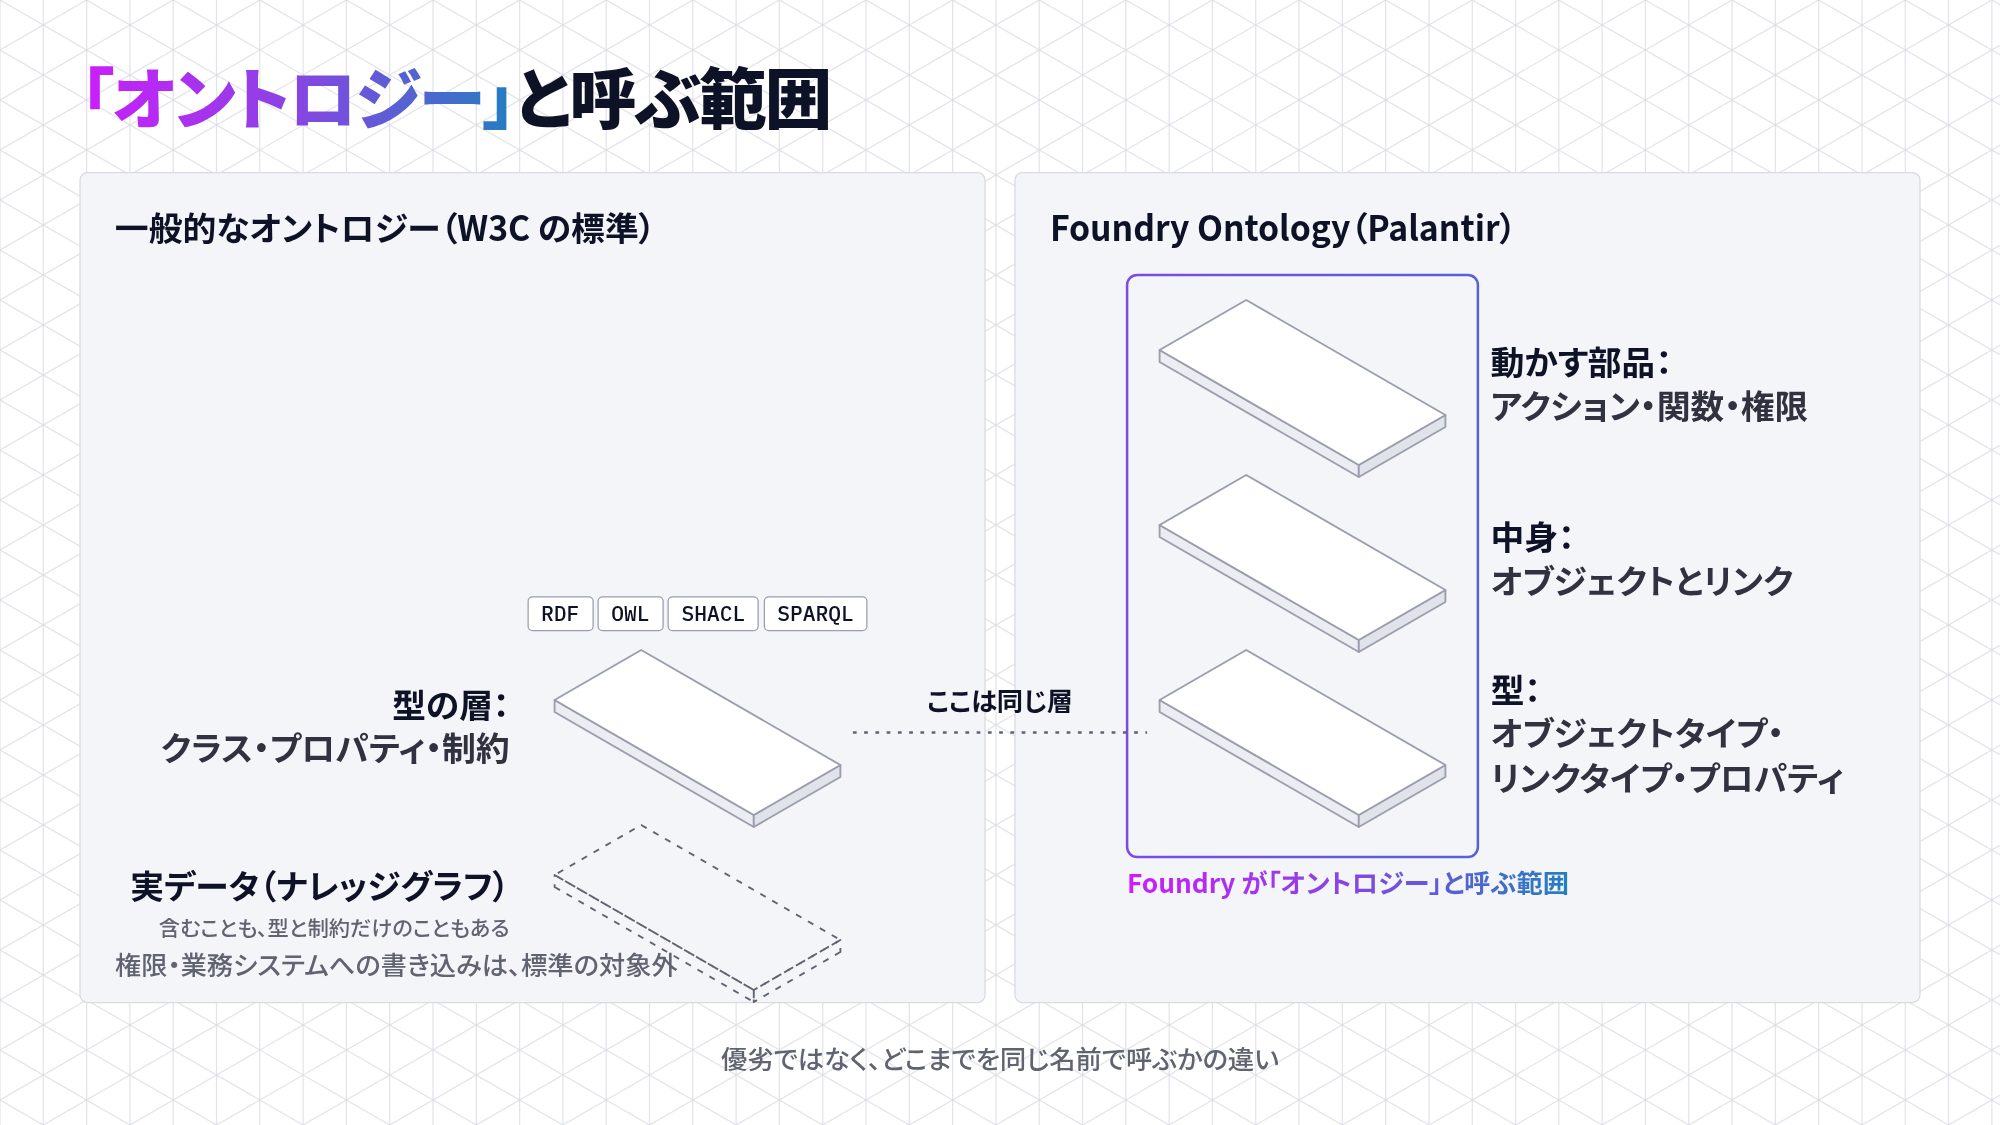 「オントロジー」と呼ぶ範囲
一般的なオントロジー（W3C の標準）
RDF
OWL
SHACL
SPARQL
型の層：
クラス・プロパティ・制約
実データ（ナレッジグラフ）
含むことも、型と制約だけのこともある
権限・業務システムへの書き込みは、標準の対象外
ここは同じ層
Foundry Ontology（Palantir）
動かす部品：
アクション・関数・権限
中身：
オブジェクトとリンク
型：
オブジェクトタイプ・
リンクタイプ・プロパティ
Foundry が「オントロジー」と呼ぶ範囲
優劣ではなく、どこまでを同じ名前で呼ぶかの違い